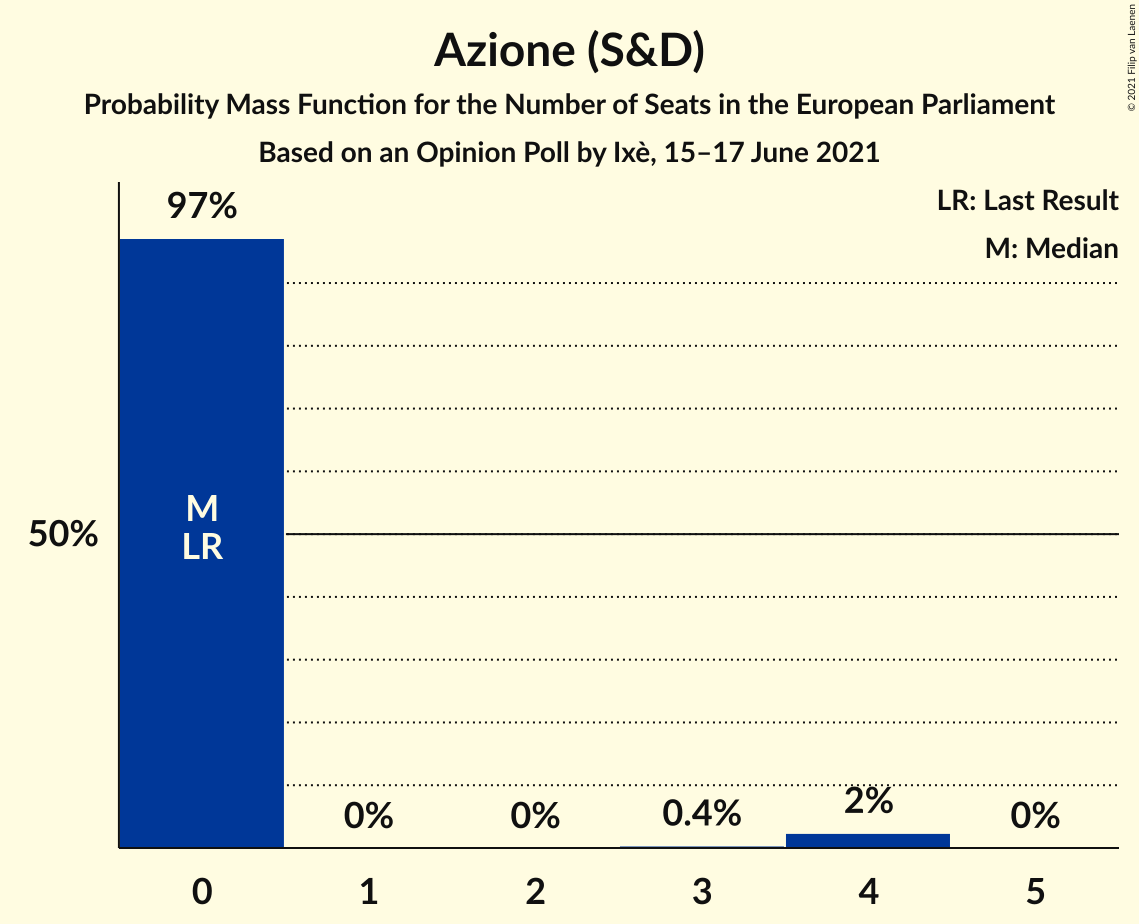 Azione (S&D)
Probability Mass Function for the Number of Seats in the European Parliament
Based on an Opinion Poll by Ixè, 15–17 June 2021
© 2021 Filip van Laenen
LR: Last Result
M: Median
97%
M
LR
50%
0%
0%
0.4%
2%
0%
0
1
2
3
4
5